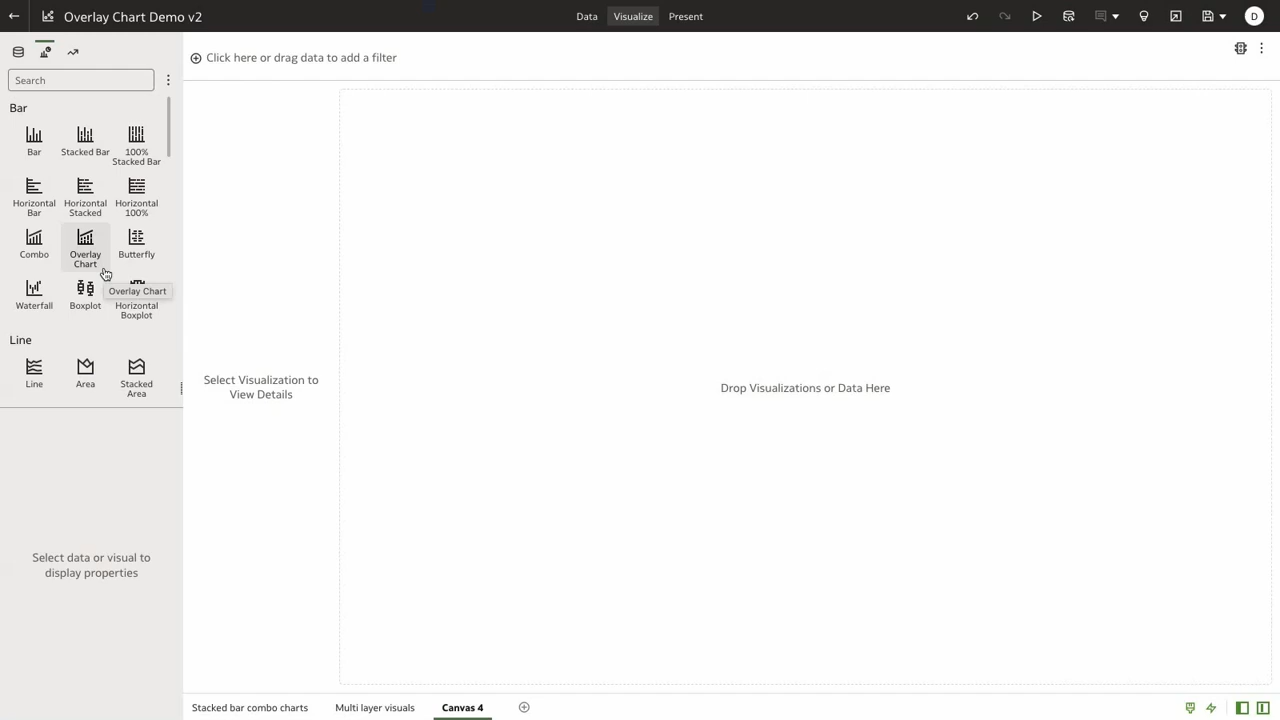 Overlay Chart Demo v2
Data
Visualize
Present
D
Search
Click here or drag data to add a filter
Bar
Bar
Stacked Bar
100%
Stacked Bar
Horizontal
Bar
Horizontal
Stacked
Horizontal
100%
Combo
Overlay
Chart
Butterfly
Overlay Chart
Waterfall
Boxplot
Horizontal
Boxplot
Line
Line
Area
Stacked
Area
Select Visualization to
View Details
Drop Visualizations or Data Here
Select data or visual to
display properties
Stacked bar combo charts
Multi layer visuals
Canvas 4